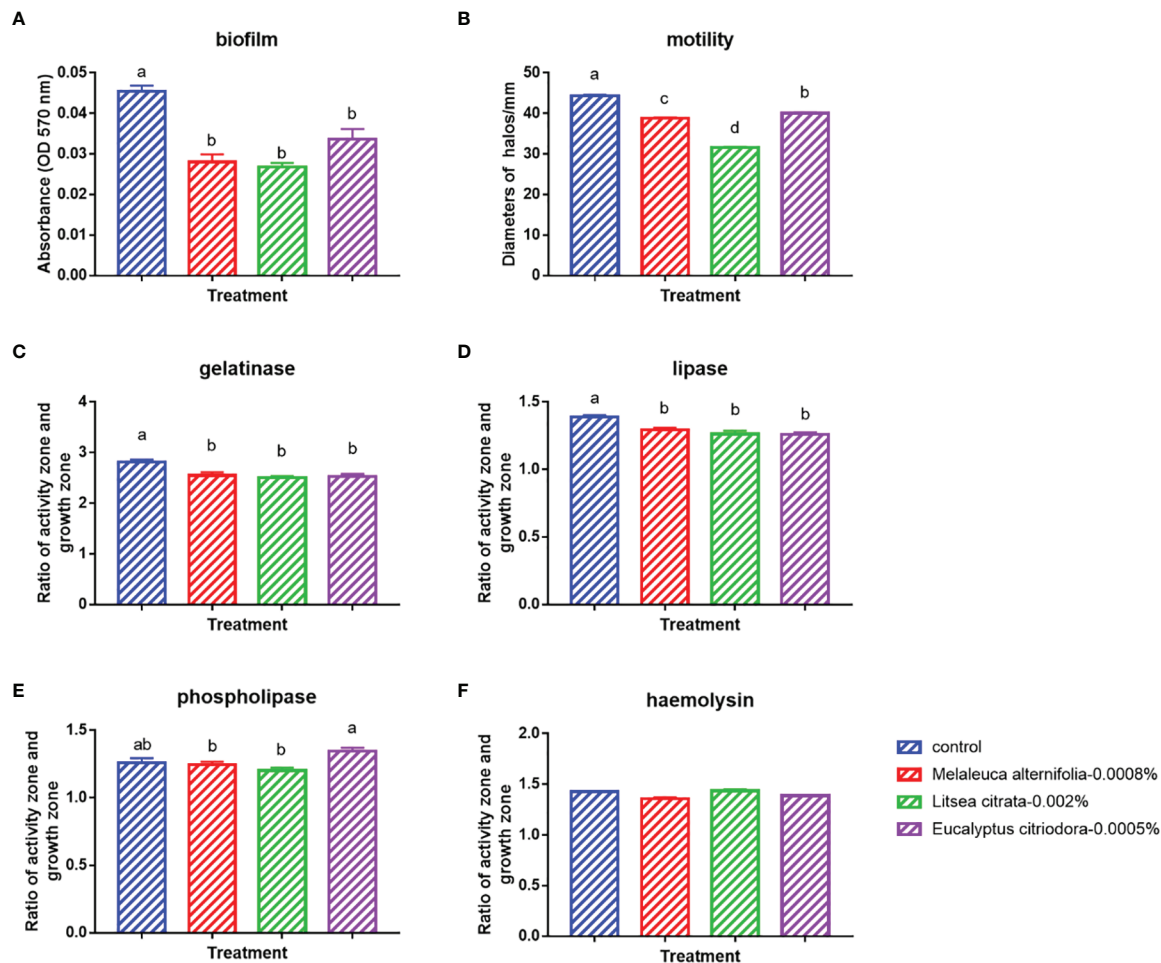 A
biofilm
Absorbance (OD 570 nm)
0.05
0.04
0.03
0.02
0.01
0.00
a
b
b
b
Treatment
B
motility
Diameters of halos/mm
50
40
30
20
10
0
a
c
d
b
Treatment
C
gelatinase
Ratio of activity zone and
growth zone
4
3
2
1
0
a
b
b
b
Treatment
D
lipase
Ratio of activity zone and
growth zone
1.5
1.0
0.5
0.0
a
b
b
b
Treatment
E
phospholipase
Ratio of activity zone and
growth zone
1.5
1.0
0.5
0.0
ab
b
b
a
Treatment
F
haemolysin
Ratio of activity zone and
growth zone
2.0
1.5
1.0
0.5
0.0
Treatment
control
Melaleuca alternifolia-0.0008%
Litsea citrata-0.002%
Eucalyptus citriodora-0.0005%